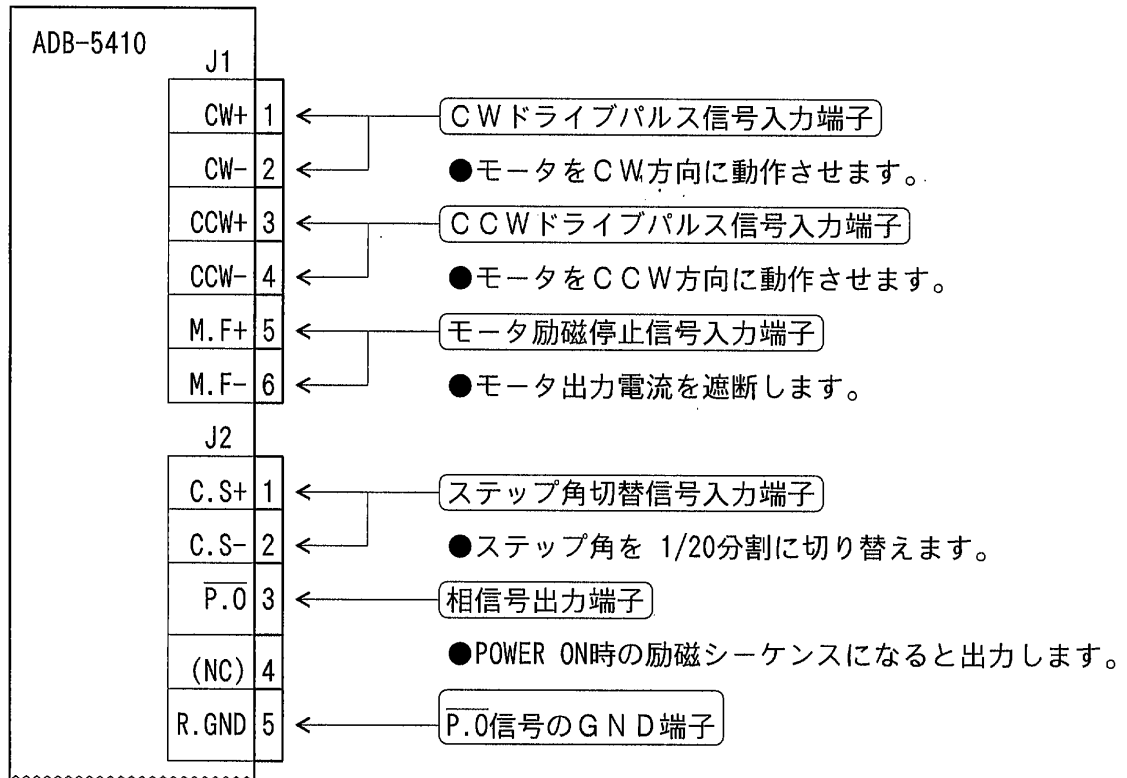 ADB-5410
J1
CW+ 1 CWドライブパルス信号入力端子
CW- 2 ●モータをCW方向に動作させます。
CCW+ 3 CCWドライブパルス信号入力端子
CCW- 4 ●モータをCCW方向に動作させます。
M.F+ 5 モータ励磁停止信号入力端子
M.F- 6 ●モータ出力電流を遮断します。
J2
C.S+ 1 ステップ角切替信号入力端子
C.S- 2 ●ステップ角を 1/20分割に切り替えます。
P.O 3 相信号出力端子
(NC) 4 ●POWER ON時の励磁シーケンスになると出力します。
R.GND 5 P.O信号のGND端子